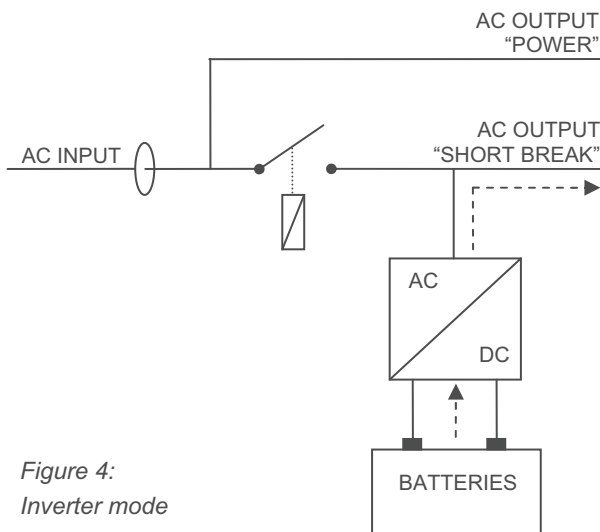 AC OUTPUT
“POWER”
AC INPUT
AC OUTPUT
“SHORT BREAK”
AC
DC
BATTERIES
Figure 4:
Inverter mode